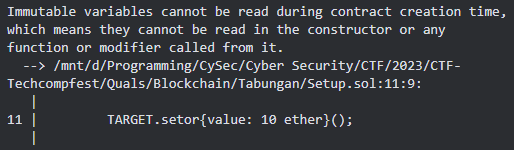 Immutable variables cannot be read during contract creation time,
which means they cannot be read in the constructor or any
function or modifier called from it.
  --> /mnt/d/Programming/CySec/Cyber Security/CTF/2023/CTF-
Techcompfest/Quals/Blockchain/Tabungan/Setup.sol:11:9:
   |
11 |         TARGET.setor{value: 10 ether}();
   |